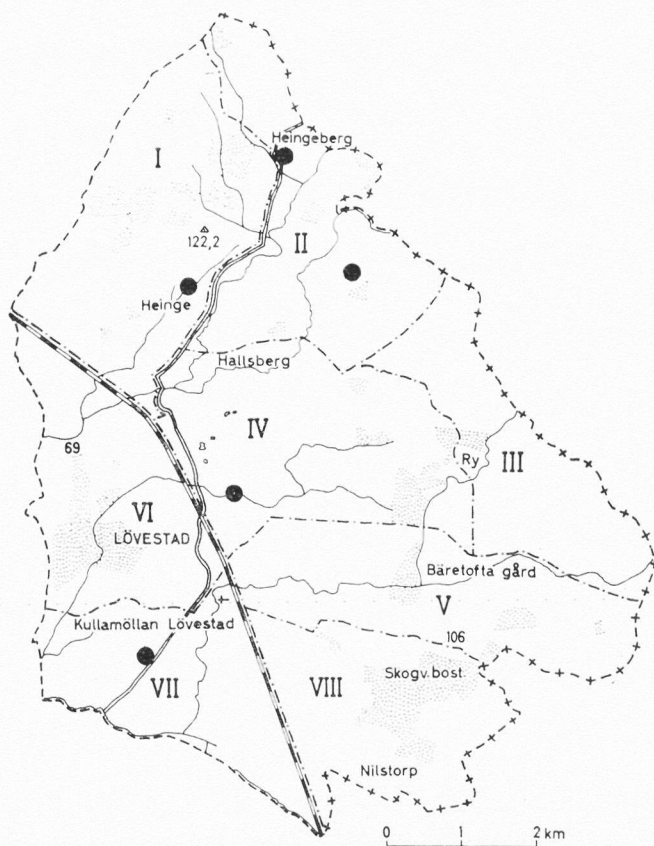 Heingeberg
I
II
122,2
Heinge
Hallsberg
IV
69
Ry
III
VI
LÖVESTAD
Bäretofta gård
V
Kullamöllan Lövestad
106
VII
VIII
Skogv. bost.
Nilstorp
0 1 2 km